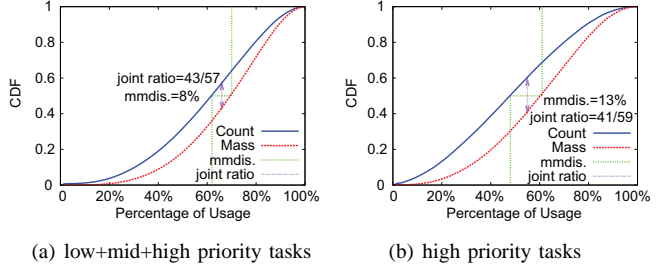 1
0.8
0.6
0.4
0.2
0
CDF
joint ratio=43/57
mmdis.=8%
Count
Mass
mmdis.
joint ratio
0 20% 40% 60% 80% 100%
Percentage of Usage
(a) low+mid+high priority tasks
1
0.8
0.6
0.4
0.2
0
CDF
mmdis.=13%
joint ratio=41/59
Count
Mass
mmdis.
joint ratio
0 20% 40% 60% 80% 100%
Percentage of Usage
(b) high priority tasks